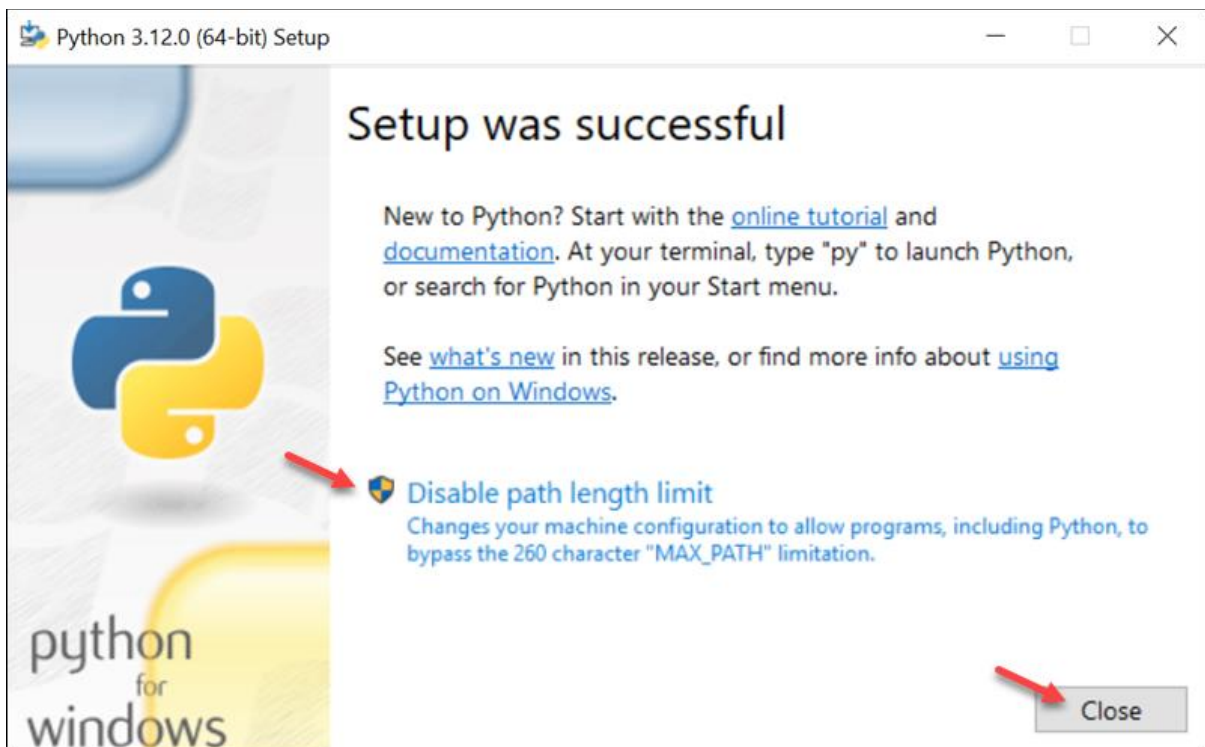 Python 3.12.0 (64-bit) Setup
Setup was successful
New to Python? Start with the online tutorial and
documentation. At your terminal, type "py" to launch Python,
or search for Python in your Start menu.
See what's new in this release, or find more info about using
Python on Windows.
Disable path length limit
Changes your machine configuration to allow programs, including Python, to
bypass the 260 character "MAX_PATH" limitation.
python
for
windows
Close